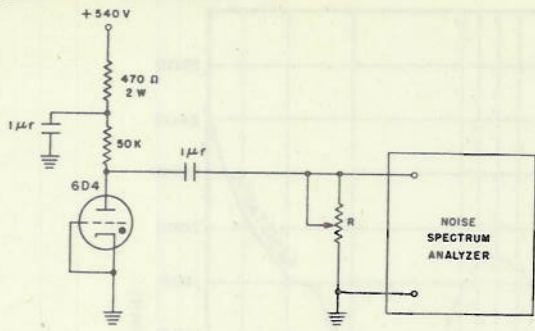 +540V
470 Ω
2 W
1μf
50K
1μf
6D4
R
NOISE
SPECTRUM
ANALYZER